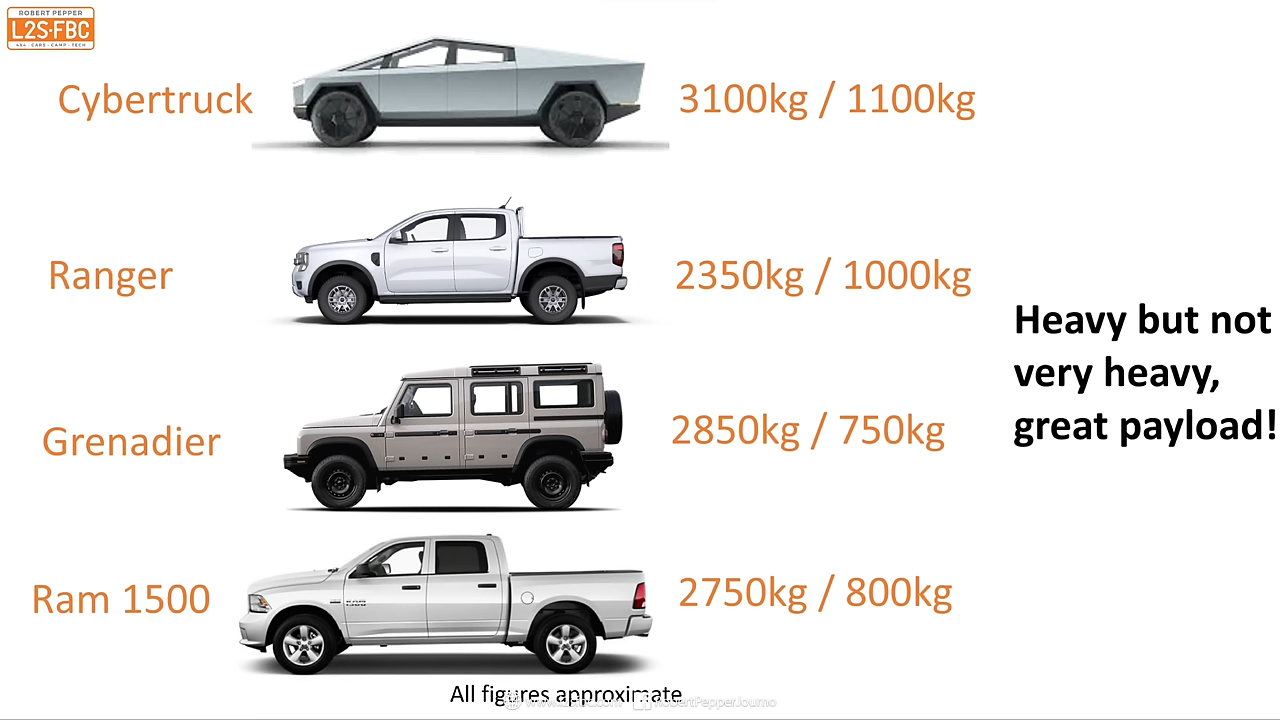 ROBERT PEPPER
L2S-FBC
4X4 - CARS - CAMP - TECH
Cybertruck
3100kg / 1100kg
Ranger
2350kg / 1000kg
Heavy but not
very heavy,
great payload!
Grenadier
2850kg / 750kg
Ram 1500
2750kg / 800kg
All figures approximate
RobertPepperJourno